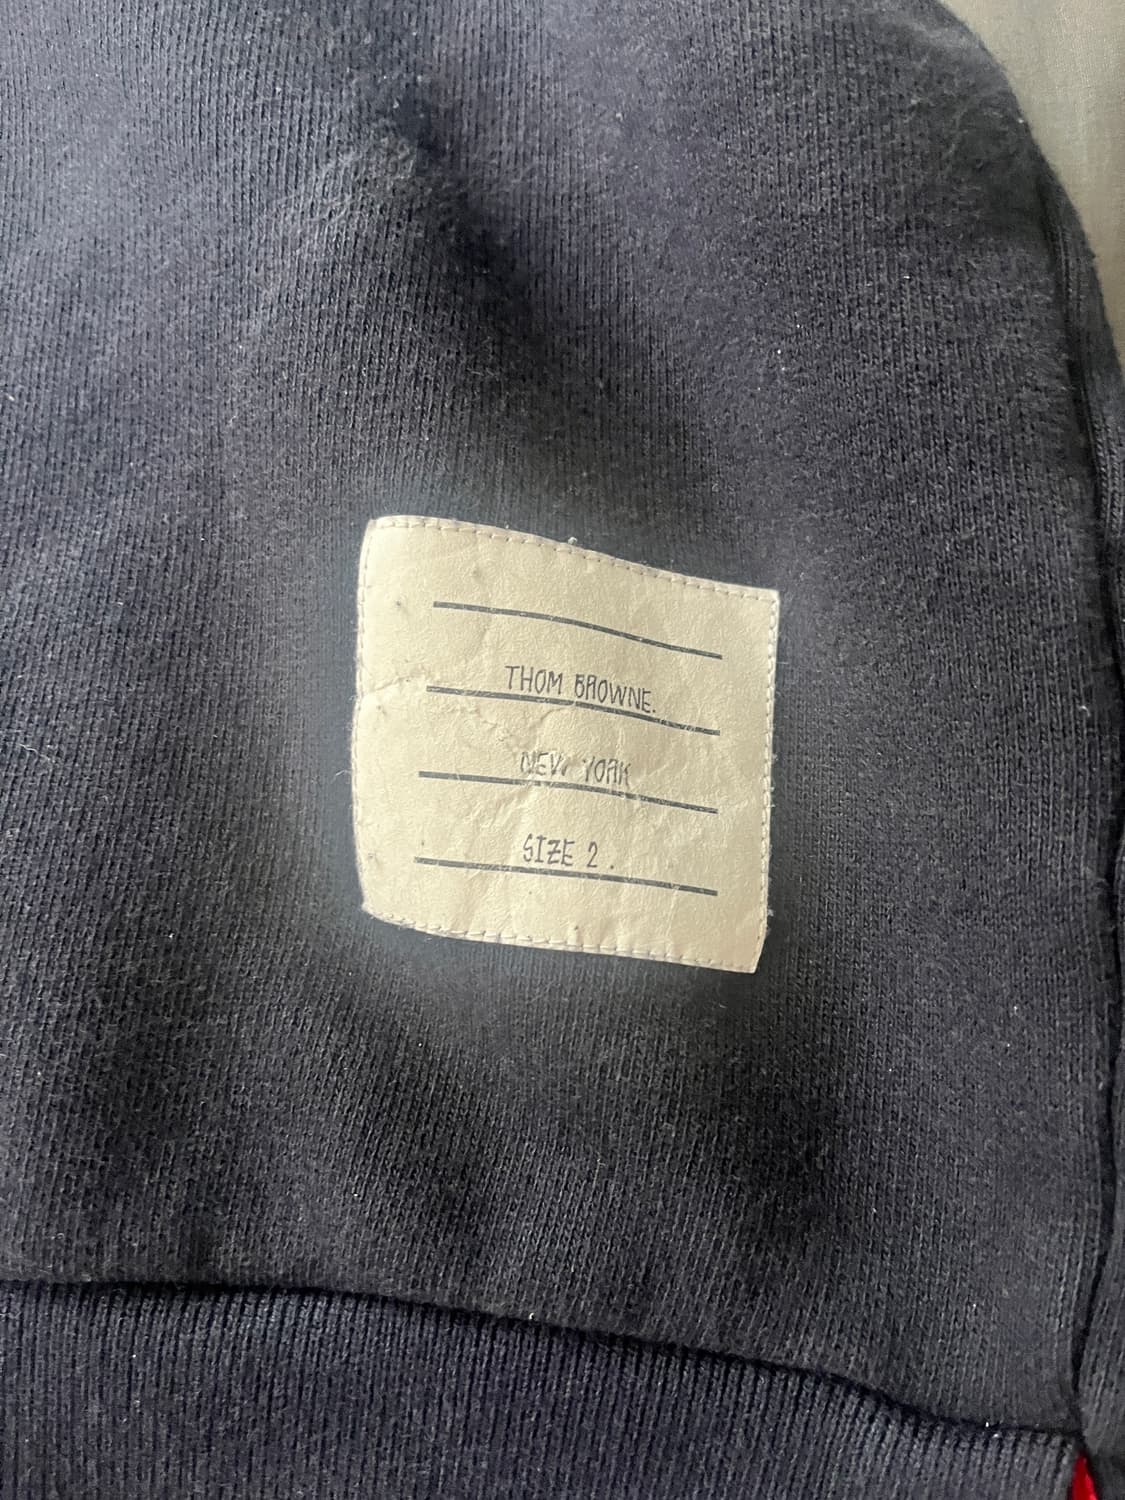 THOM BROWNE.
NEW YORK
SIZE 2.